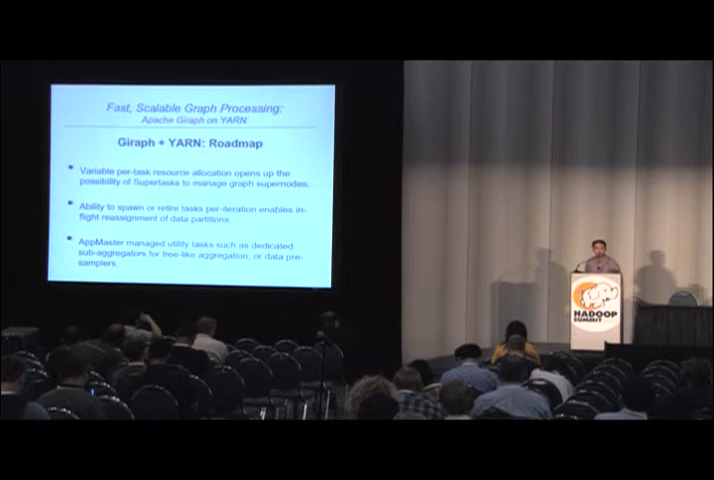 Fast, Scalable Graph Processing:
Apache Giraph on YARN
Giraph + YARN: Roadmap
Variable per-task resource allocation opens up the
possibility of Supertasks to manage graph supernodes;
Ability to spawn or retire tasks per-iteration enables in-
flight reassignment of data partitions.
AppMaster managed utility tasks such as dedicated
sub-aggregators for tree-like aggregation, or data pre-
samplers.
HADOOP
SUMMIT